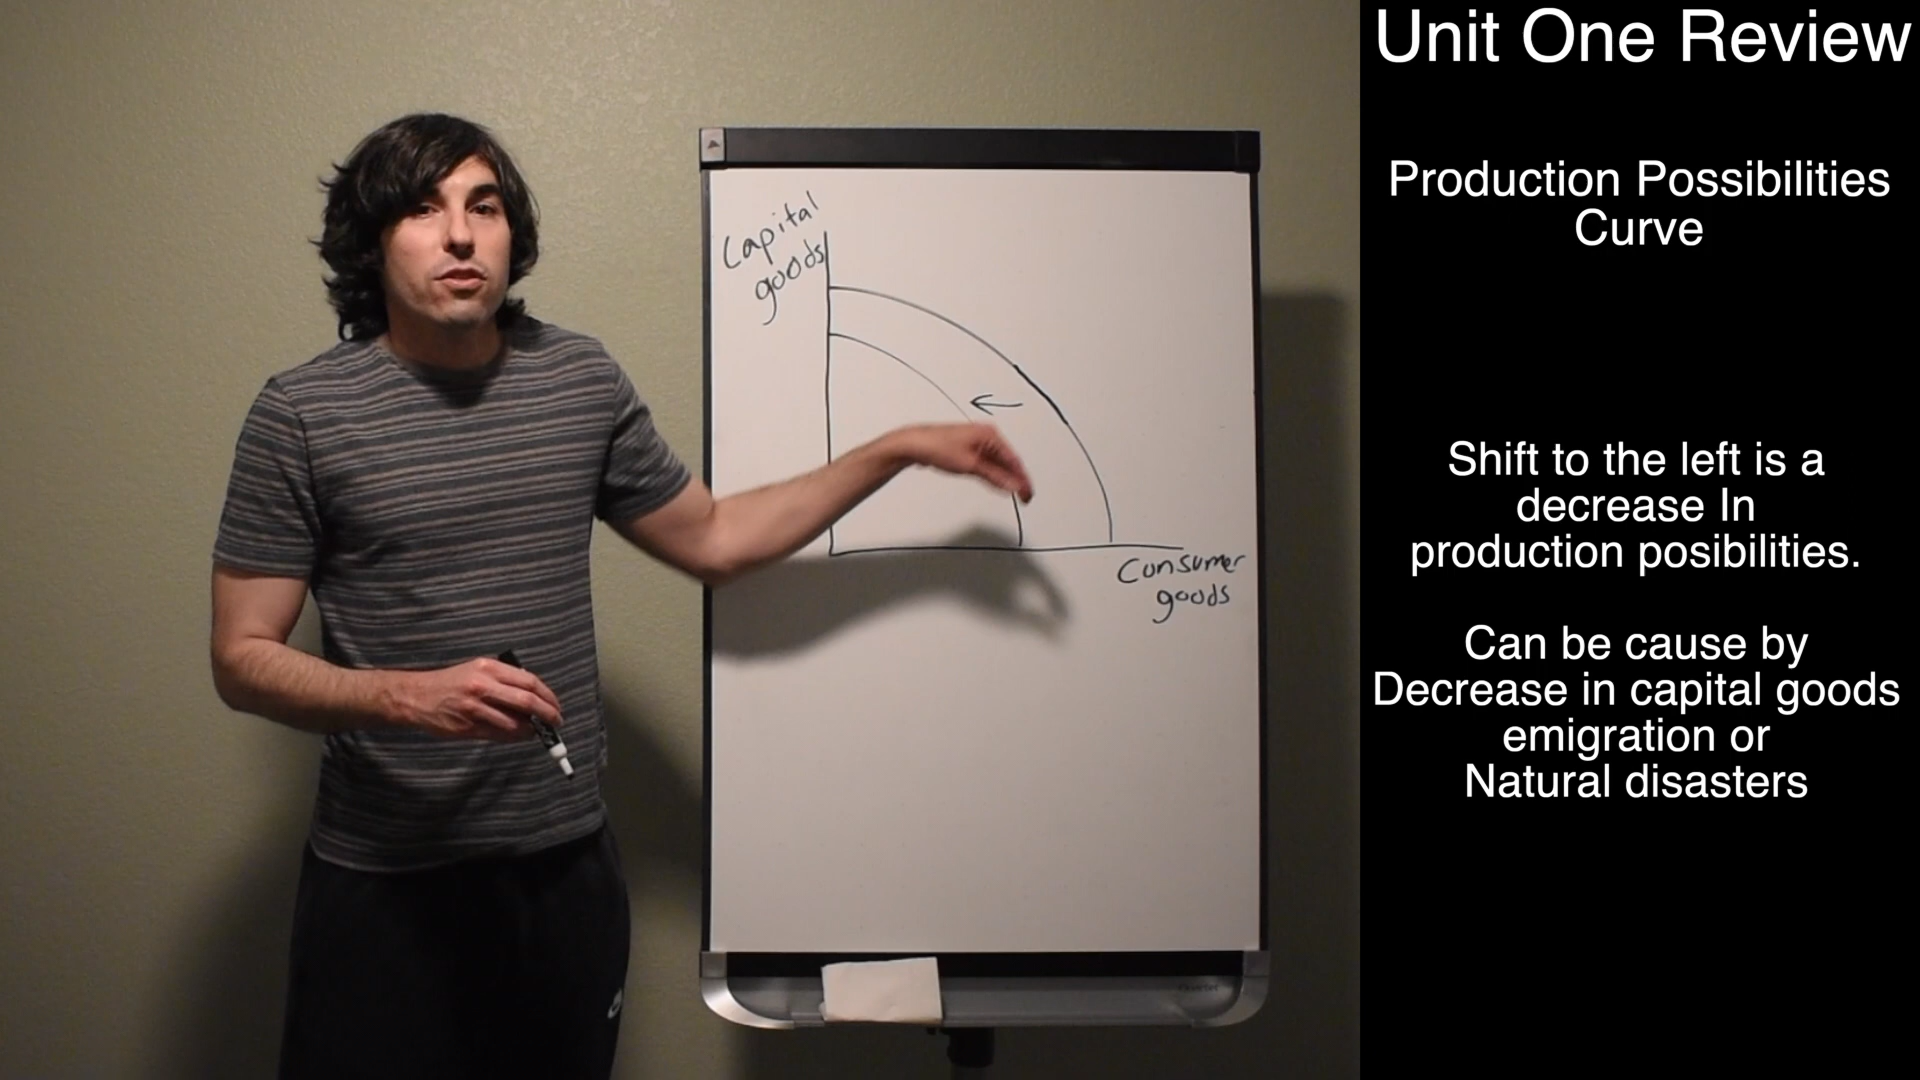 Unit One Review
Production Possibilities
Curve
Shift to the left is a
decrease In
production posibilities.
Can be cause by
Decrease in capital goods
emigration or
Natural disasters
Capital
goods
Consumer
goods